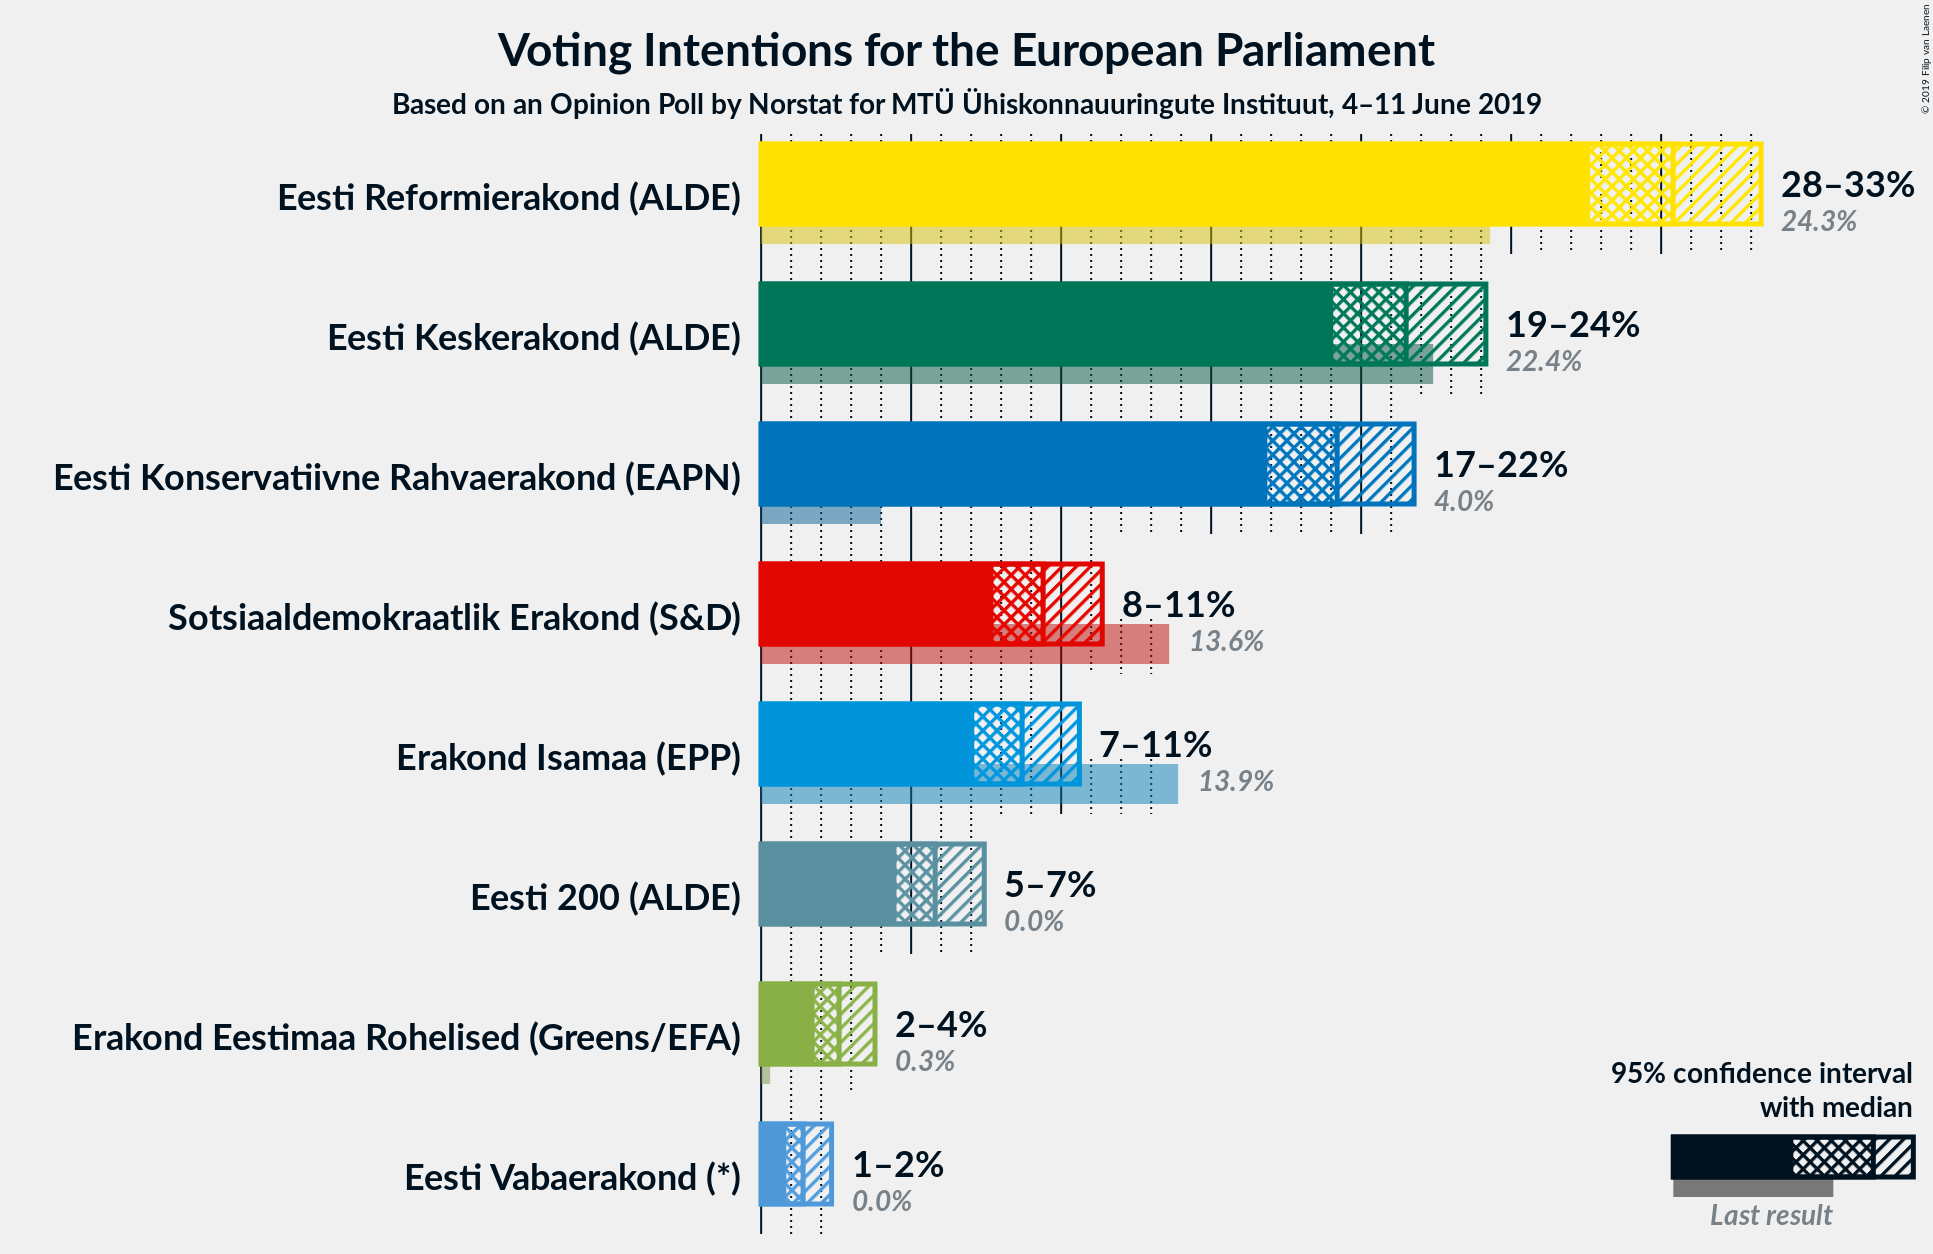 Voting Intentions for the European Parliament
Based on an Opinion Poll by Norstat for MTÜ Ühiskonnauuringute Instituut, 4–11 June 2019
© 2019 Filip van Laenen
Eesti Reformierakond (ALDE)
28–33%
24.3%
Eesti Keskerakond (ALDE)
19–24%
22.4%
Eesti Konservatiivne Rahvaerakond (EAPN)
17–22%
4.0%
Sotsiaaldemokraatlik Erakond (S&D)
8–11%
13.6%
Erakond Isamaa (EPP)
7–11%
13.9%
Eesti 200 (ALDE)
5–7%
0.0%
Erakond Eestimaa Rohelised (Greens/EFA)
2–4%
0.3%
Eesti Vabaerakond (*)
1–2%
0.0%
95% confidence interval
with median
Last result